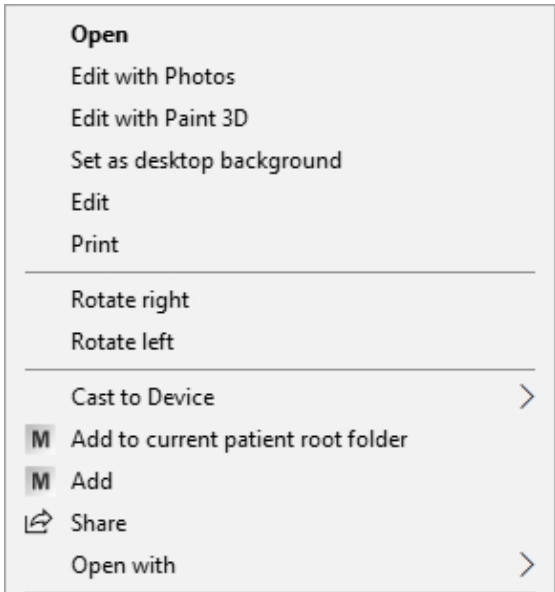 Open
Edit with Photos
Edit with Paint 3D
Set as desktop background
Edit
Print
Rotate right
Rotate left
Cast to Device
M Add to current patient root folder
M Add
Share
Open with